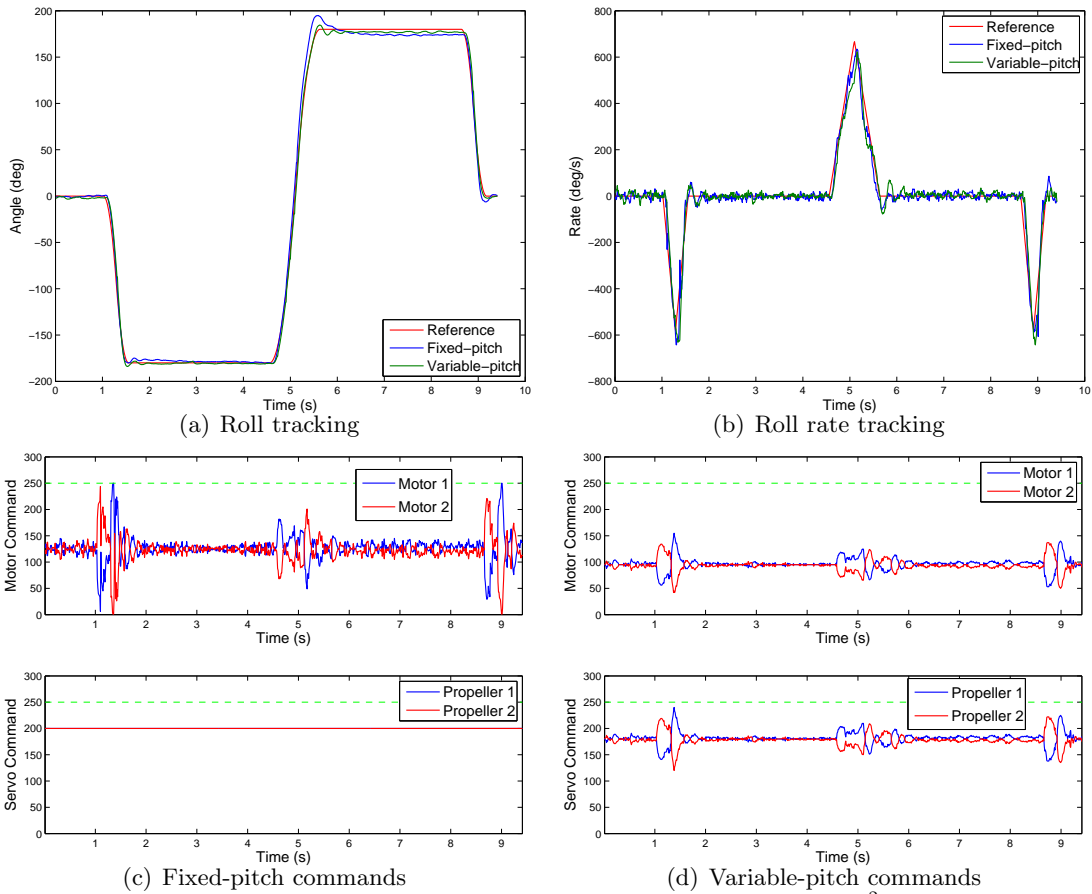 200
150
100
50
0
−50
−100
−150
−200
Angle (deg)
0 1 2 3 4 5 6 7 8 9 10
Time (s)
Reference
Fixed−pitch
Variable−pitch
(a) Roll tracking
800
600
400
200
0
−200
−400
−600
−800
Rate (deg/s)
0 1 2 3 4 5 6 7 8 9 10
Time (s)
Reference
Fixed−pitch
Variable−pitch
(b) Roll rate tracking
300
250
200
150
100
50
0
Motor Command
1 2 3 4 5 6 7 8 9
Time (s)
Motor 1
Motor 2
300
250
200
150
100
50
0
Servo Command
1 2 3 4 5 6 7 8 9
Time (s)
Propeller 1
Propeller 2
(c) Fixed-pitch commands
300
250
200
150
100
50
0
Motor Command
1 2 3 4 5 6 7 8 9
Time (s)
Motor 1
Motor 2
300
250
200
150
100
50
0
Servo Command
1 2 3 4 5 6 7 8 9
Time (s)
Propeller 1
Propeller 2
(d) Variable-pitch commands